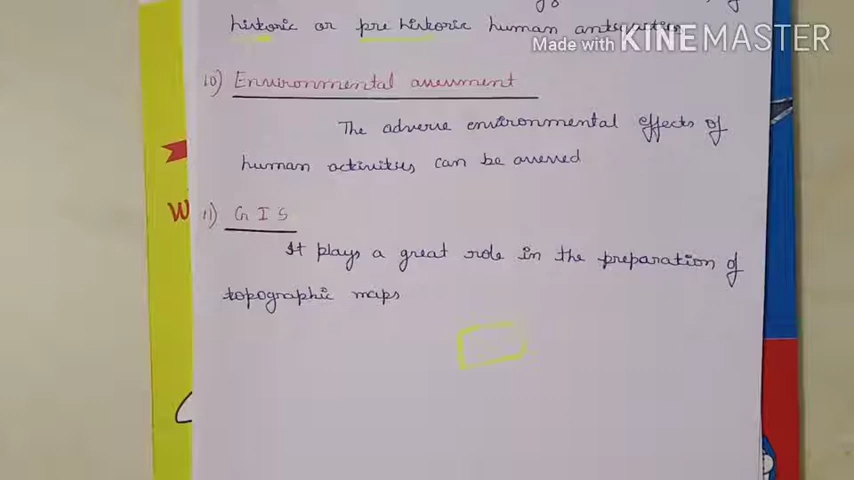 historic or pre historic human antiquities
Made with KINEMASTER
10) Environmental assessment
The adverse environmental effects of
human activities can be assessed
W
11) GIS
It plays a great role in the preparation of
topographic maps